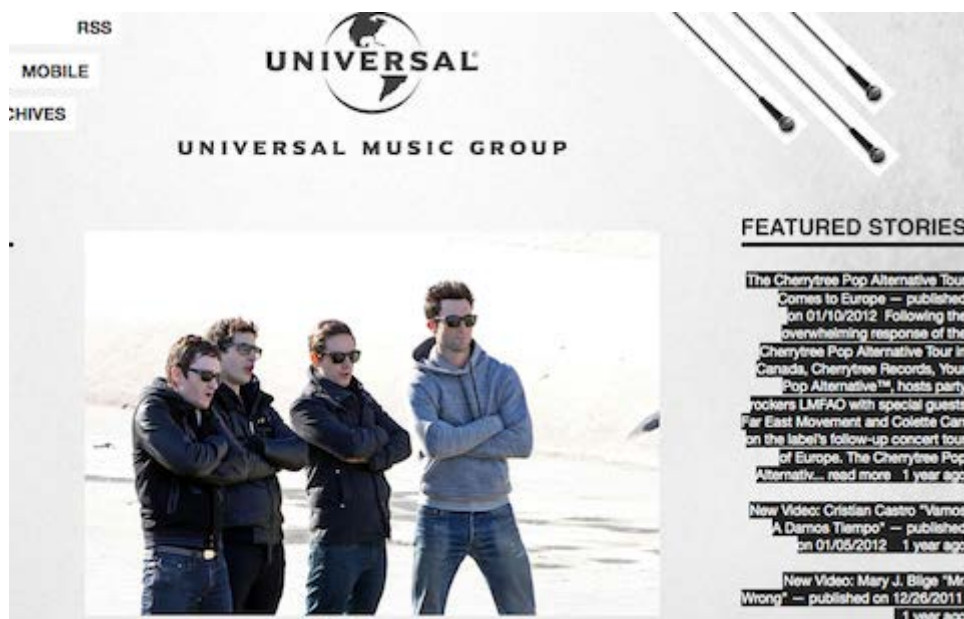 RSS
MOBILE
CHIVES
UNIVERSAL
UNIVERSAL MUSIC GROUP
FEATURED STORIES
The Cherrytree Pop Alternative Tour
Comes to Europe — published
on 01/10/2012 Following the
overwhelming response of the
Cherrytree Pop Alternative Tour in
Canada, Cherrytree Records, Your
Pop Alternative™, hosts party
rockers LMFAO with special guests
Far East Movement and Colette Carr
on the label's follow-up concert tour
of Europe. The Cherrytree Pop
Alternativ... read more 1 year ago
New Video: Cristian Castro "Vamos
A Darnos Tiempo" — published
on 01/05/2012 1 year ago
New Video: Mary J. Blige "Mr.
Wrong" — published on 12/26/2011
1 year ago